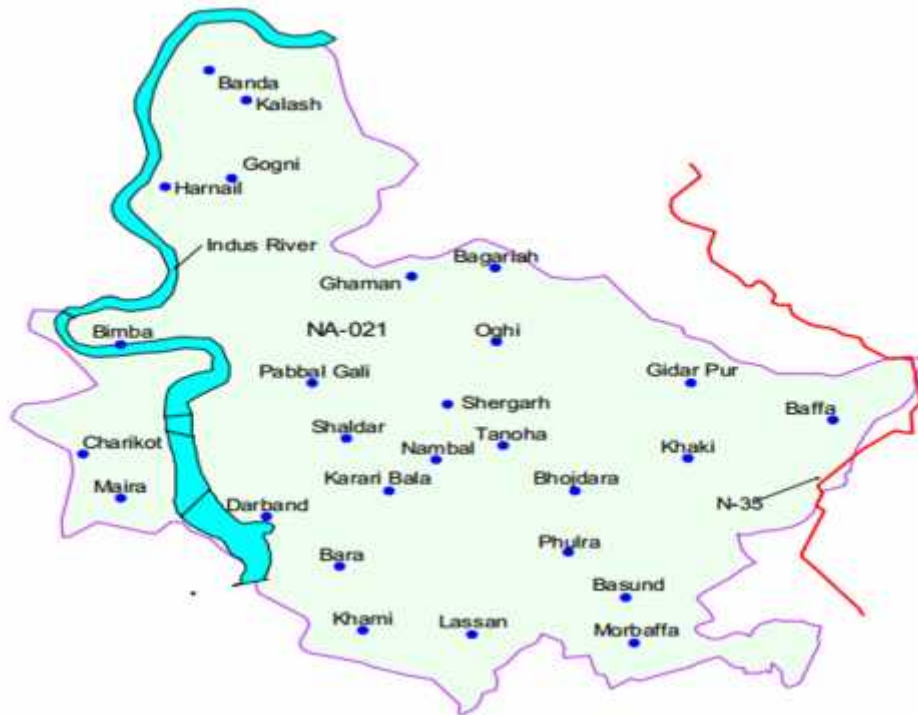 Banda
Kalash
Gogni
Harnail
Indus River
Bagarlah
Ghaman
NA-021
Oghi
Bimba
Pabbal Gali
Gidar Pur
Shergarh
Baffa
Shaldar
Tanoha
Charikot
Nambal
Khaki
Karari Bala
Bhojdara
Maira
Darband
N-35
Phulra
Bara
Basund
Khami
Lassan
Morbaffa